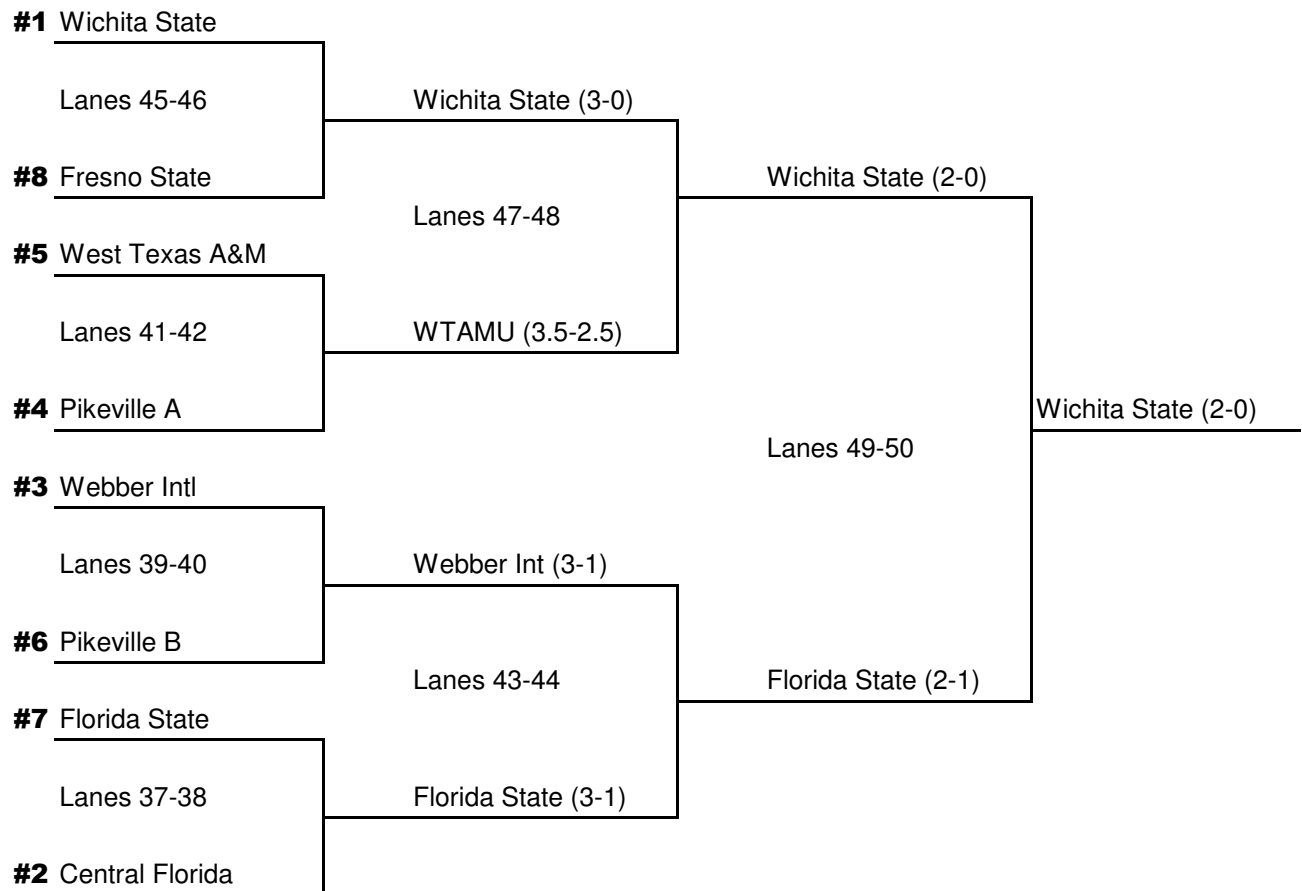 #1 Wichita State
Lanes 45-46
Wichita State (3-0)
#8 Fresno State
Wichita State (2-0)
Lanes 47-48
#5 West Texas A&M
Lanes 41-42
WTAMU (3.5-2.5)
#4 Pikeville A
Wichita State (2-0)
Lanes 49-50
#3 Webber Intl
Lanes 39-40
Webber Int (3-1)
#6 Pikeville B
Lanes 43-44
Florida State (2-1)
#7 Florida State
Lanes 37-38
Florida State (3-1)
#2 Central Florida